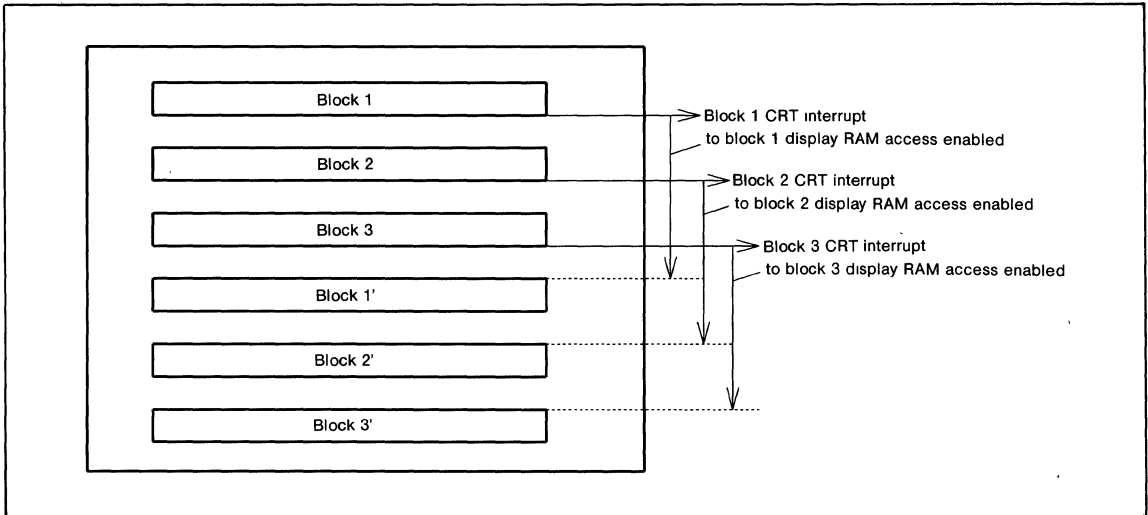 Block 1
Block 1 CRT interrupt
to block 1 display RAM access enabled
Block 2
Block 2 CRT interrupt
to block 2 display RAM access enabled
Block 3
Block 3 CRT interrupt
to block 3 display RAM access enabled
Block 1'
Block 2'
Block 3'